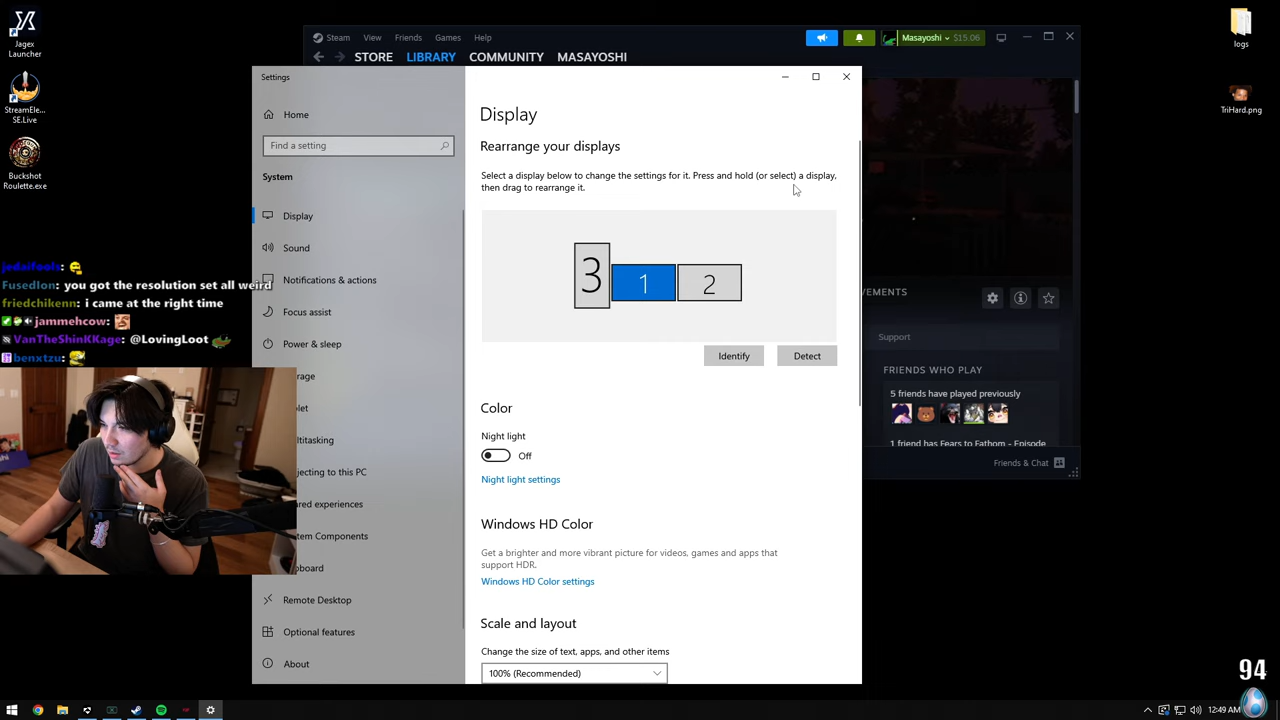 Jagex
Launcher
StreamEle...
SE.Live
Buckshot
Roulette.exe
Steam View Friends Games Help
Masayoshi $15.06
STORE LIBRARY COMMUNITY MASAYOSHI
logs
TriHard.png
Settings
Home
Find a setting
System
Display
Sound
Notifications & actions
Focus assist
Power & sleep
rage
let
ltitasking
jecting to this PC
ared experiences
tem Components
pboard
Remote Desktop
Optional features
About
Display
Rearrange your displays
Select a display below to change the settings for it. Press and hold (or select) a display,
then drag to rearrange it.
3 1 2
Identify Detect
Color
Night light
Off
Night light settings
Windows HD Color
Get a brighter and more vibrant picture for videos, games and apps that
support HDR.
Windows HD Color settings
Scale and layout
Change the size of text, apps, and other items
100% (Recommended)
VEMENTS
Support
FRIENDS WHO PLAY
5 friends have played previously
1 friend has Fears to Fathom - Episode
Friends & Chat
jedaifools:
FusedIon: you got the resolution set all weird
friedchikenn: i came at the right time
jammehcow:
VanTheShinKKage: @LovingLoot
benxtzu:
94
12:49 AM